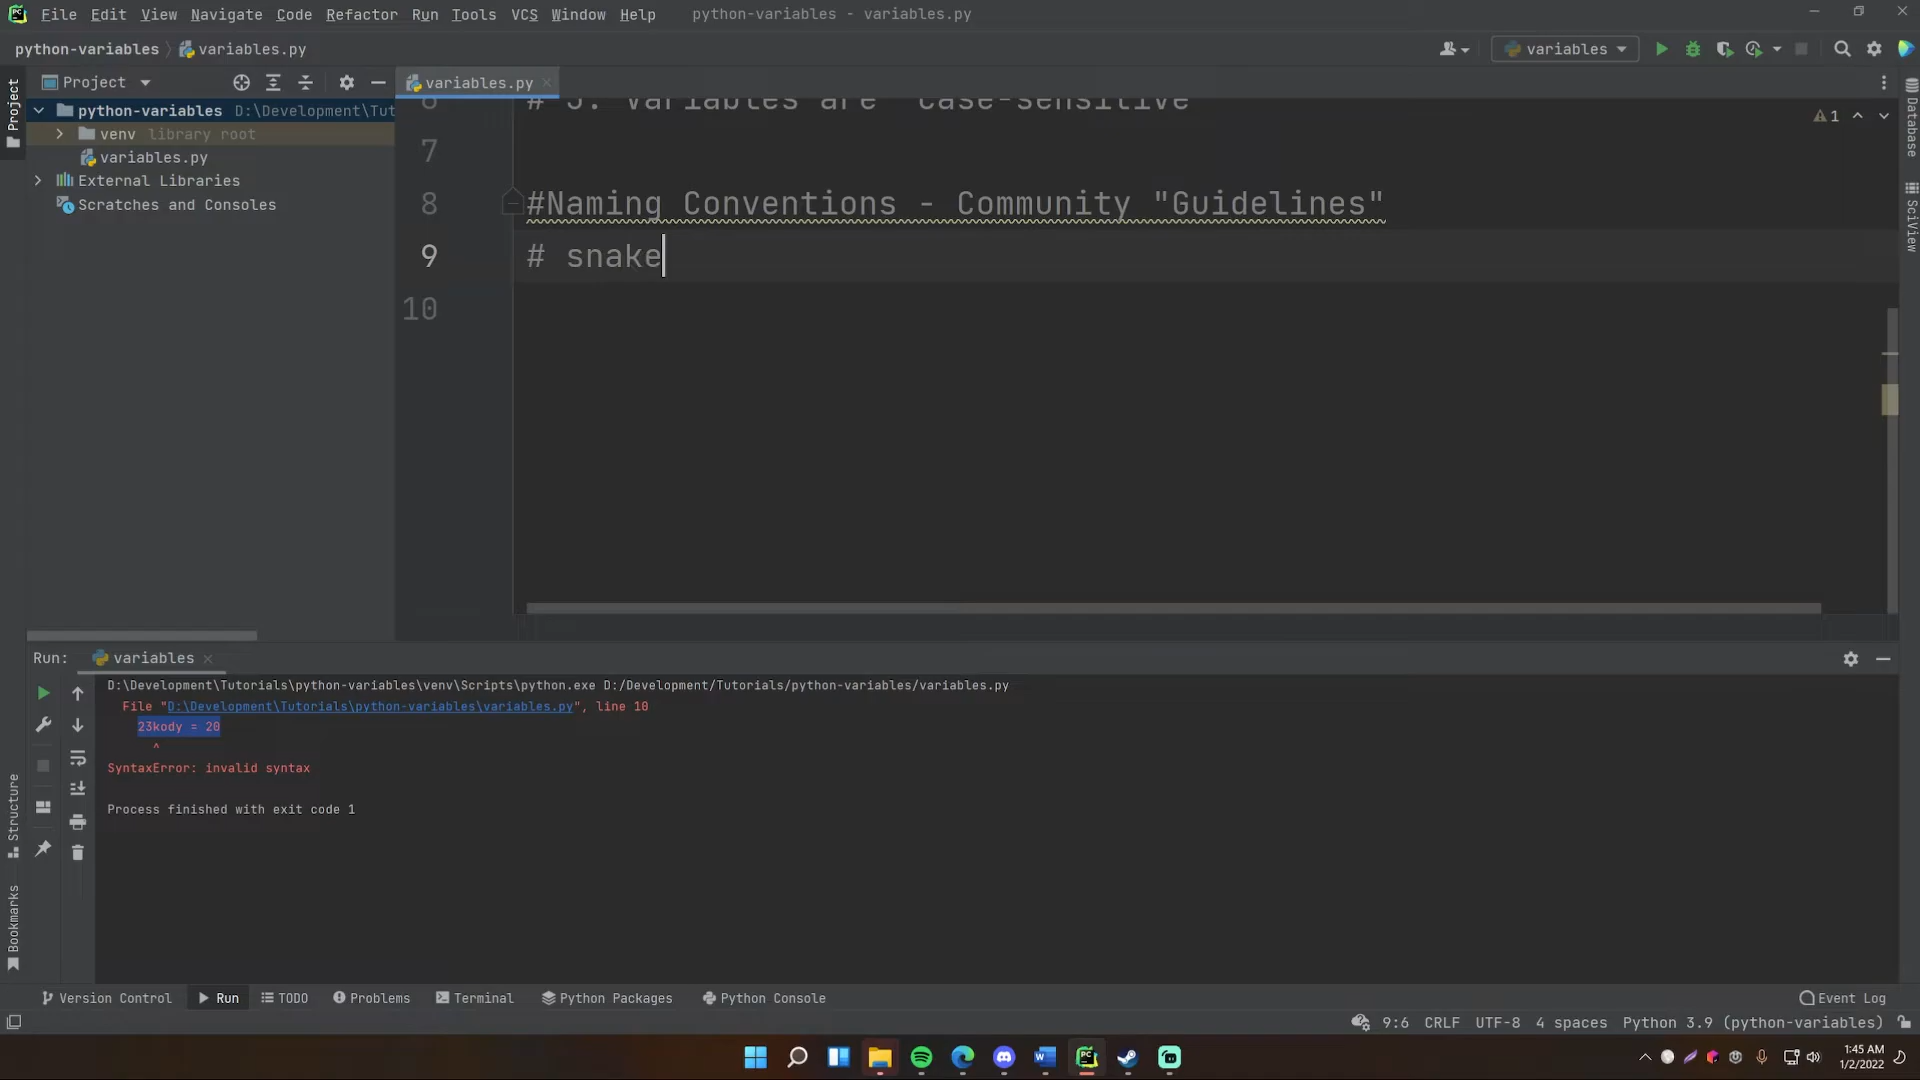 File Edit View Navigate Code Refactor Run Tools VCS Window Help python-variables - variables.py
python-variables variables.py variables
Project variables.py
Project
python-variables D:\Development\Tut
venv library root
variables.py
External Libraries
Scratches and Consoles
Variables are case-sensitive
1
7
8 #Naming Conventions - Community "Guidelines"
9 # snake
10
Database
SciView
Run: variables
D:\Development\Tutorials\python-variables\venv\Scripts\python.exe D:/Development/Tutorials/python-variables/variables.py
File "D:\Development\Tutorials\python-variables\variables.py", line 10
23kody = 20
^
SyntaxError: invalid syntax
Process finished with exit code 1
Structure
Bookmarks
Version Control Run TODO Problems Terminal Python Packages Python Console Event Log
9:6 CRLF UTF-8 4 spaces Python 3.9 (python-variables)
1:45 AM
1/2/2022